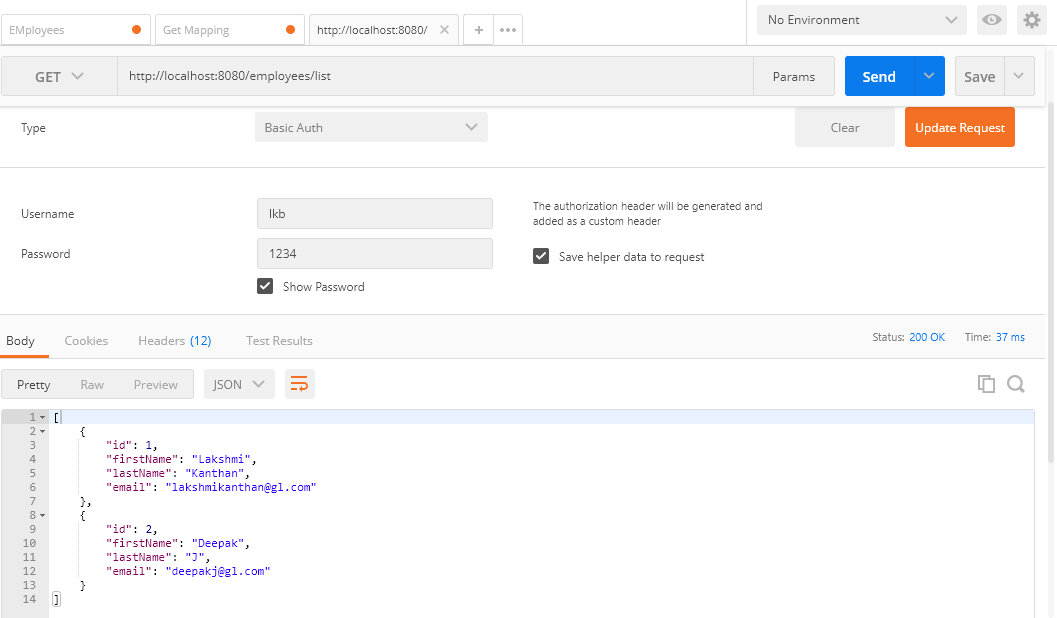 EMployees
Get Mapping
http://localhost:8080/
No Environment
GET
http://localhost:8080/employees/list
Params
Send
Save
Type
Basic Auth
Clear
Update Request
Username
lkb
The authorization header will be generated and
added as a custom header
Password
1234
Save helper data to request
Show Password
Body
Cookies
Headers (12)
Test Results
Status: 200 OK
Time: 37 ms
Pretty
Raw
Preview
JSON
1 [
2 {
3 "id": 1,
4 "firstName": "Lakshmi",
5 "lastName": "Kanthan",
6 "email": "lakshmikanthan@gl.com"
7 },
8 {
9 "id": 2,
10 "firstName": "Deepak",
11 "lastName": "J",
12 "email": "deepakj@gl.com"
13 }
14 ]